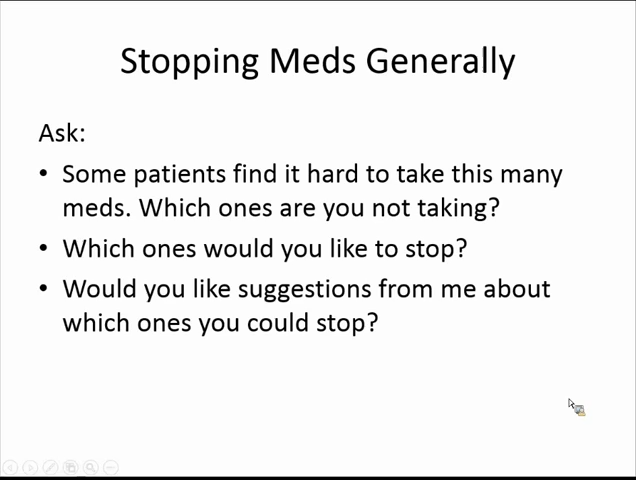 Stopping Meds Generally
Ask:
• Some patients find it hard to take this many
meds. Which ones are you not taking?
• Which ones would you like to stop?
• Would you like suggestions from me about
which ones you could stop?